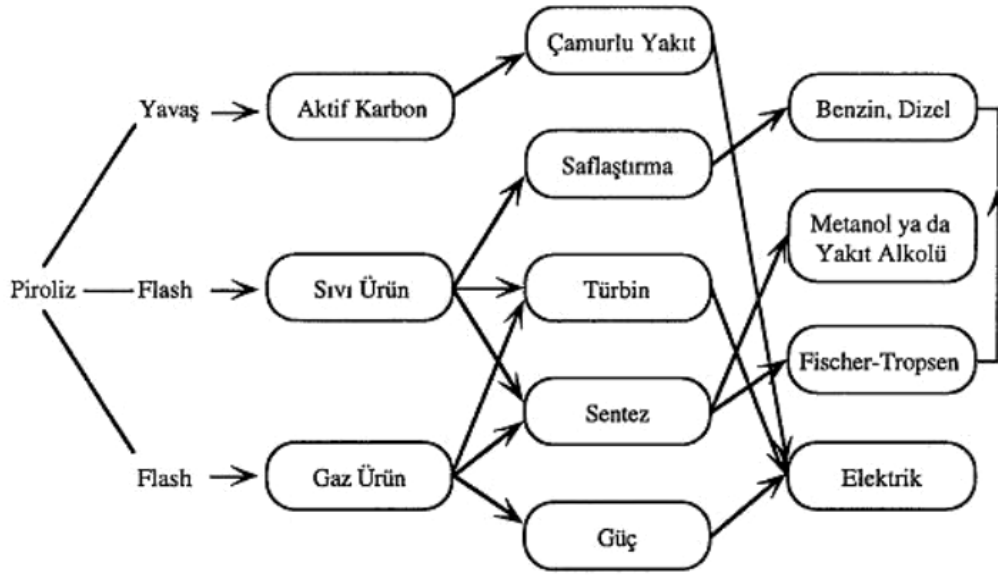 Çamurlu Yakıt
Yavaş
Aktif Karbon
Benzin, Dizel
Saflaştırma
Metanol ya da
Yakıt Alkolü
Piroliz
Flash
Sıvı Ürün
Türbin
Fischer-Tropsen
Sentez
Flash
Gaz Ürün
Elektrik
Güç